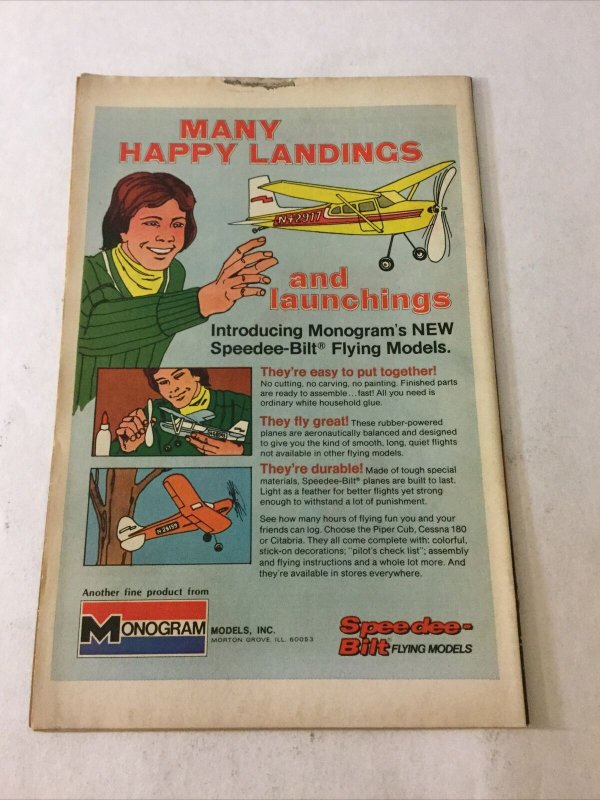 MANY
HAPPY LANDINGS
N42917
and
launchings
Introducing Monogram's NEW
Speedee-Bilt® Flying Models.
They're easy to put together!
No cutting, no carving, no painting. Finished parts
are ready to assemble...fast! All you need is
ordinary white household glue.
They fly great! These rubber-powered
planes are aeronautically balanced and designed
to give you the kind of smooth, long, quiet flights
not available in other flying models.
They're durable! Made of tough special
materials, Speedee-Bilt® planes are built to last.
Light as a feather for better flights yet strong
enough to withstand a lot of punishment.
N26159
See how many hours of flying fun you and your
friends can log. Choose the Piper Cub, Cessna 180
or Citabria. They all come complete with: colorful,
stick-on decorations; "pilot's check list"; assembly
and flying instructions and a whole lot more. And
they're available in stores everywhere.
Another fine product from
MONOGRAM MODELS, INC.
MORTON GROVE, ILL. 60053
Speedee-
Bilt® FLYING MODELS